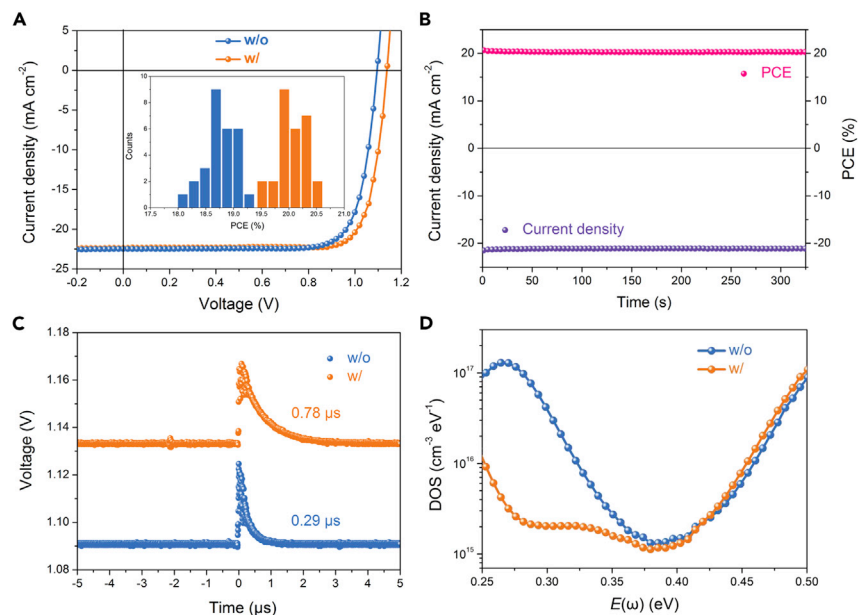 A
Current density (mA cm⁻²)
5
0
-5
-10
-15
-20
-25
w/o
w/
Counts
10
8
6
4
2
0
17.5
18.0
18.5
19.0
19.5
20.0
20.5
21.0
PCE (%)
-0.2
0.0
0.2
0.4
0.6
0.8
1.0
1.2
Voltage (V)
B
Current density (mA cm⁻²)
20
10
0
-10
-20
PCE
Current density
20
10
0
-10
-20
PCE (%)
0
50
100
150
200
250
300
Time (s)
C
Voltage (V)
1.18
1.16
1.14
1.12
1.10
1.08
w/o
w/
0.78 µs
0.29 µs
-5
-4
-3
-2
-1
0
1
2
3
4
5
Time (µs)
D
DOS (cm⁻³ eV⁻¹)
10¹⁷
10¹⁶
10¹⁵
w/o
w/
0.25
0.30
0.35
0.40
0.45
0.50
E(ω) (eV)